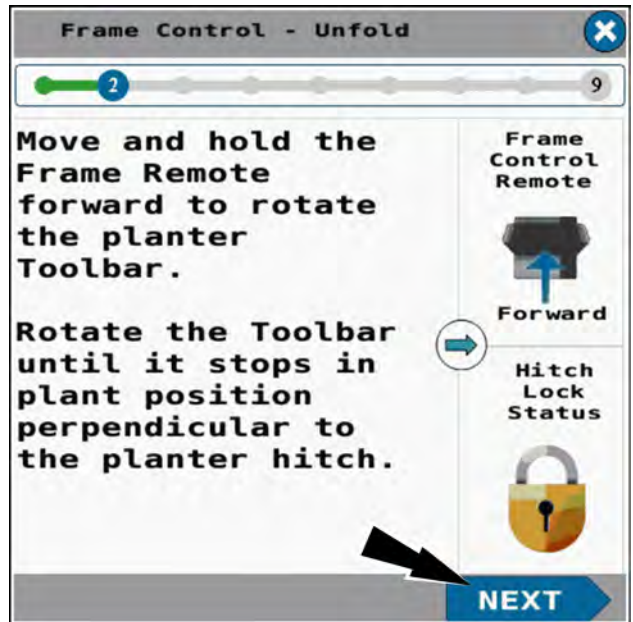 Frame Control - Unfold
2
9
Move and hold the
Frame Remote
forward to rotate
the planter
Toolbar.
Rotate the Toolbar
until it stops in
plant position
perpendicular to
the planter hitch.
Frame
Control
Remote
Forward
Hitch
Lock
Status
NEXT